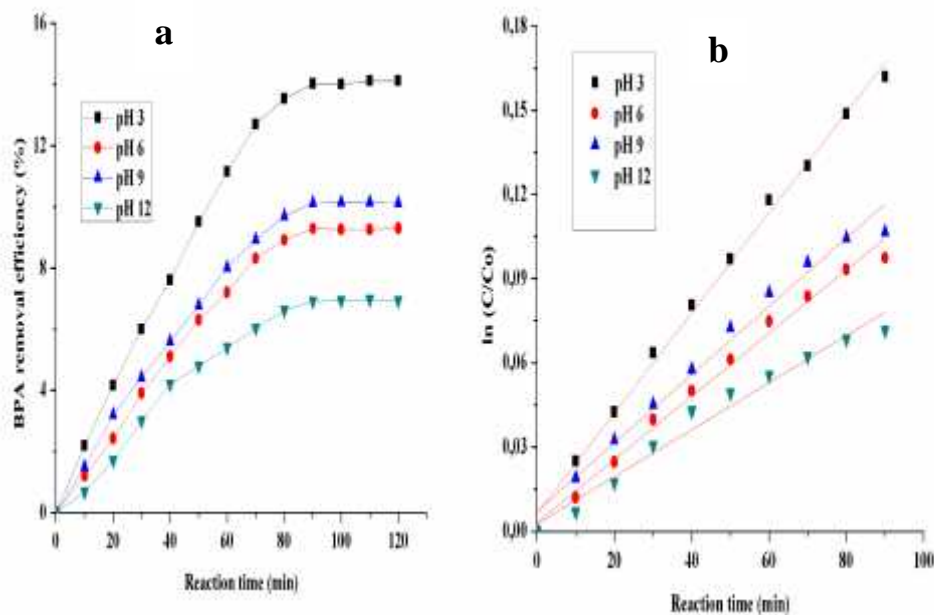 a
BPA removal efficiency (%)
16
12
8
4
0
pH 3
pH 6
pH 9
pH 12
0 20 40 60 80 100 120
Reaction time (min)
b
ln (C/Co)
0,18
0,15
0,12
0,09
0,06
0,03
0,00
pH 3
pH 6
pH 9
pH 12
0 20 40 60 80 100
Reaction time (min)